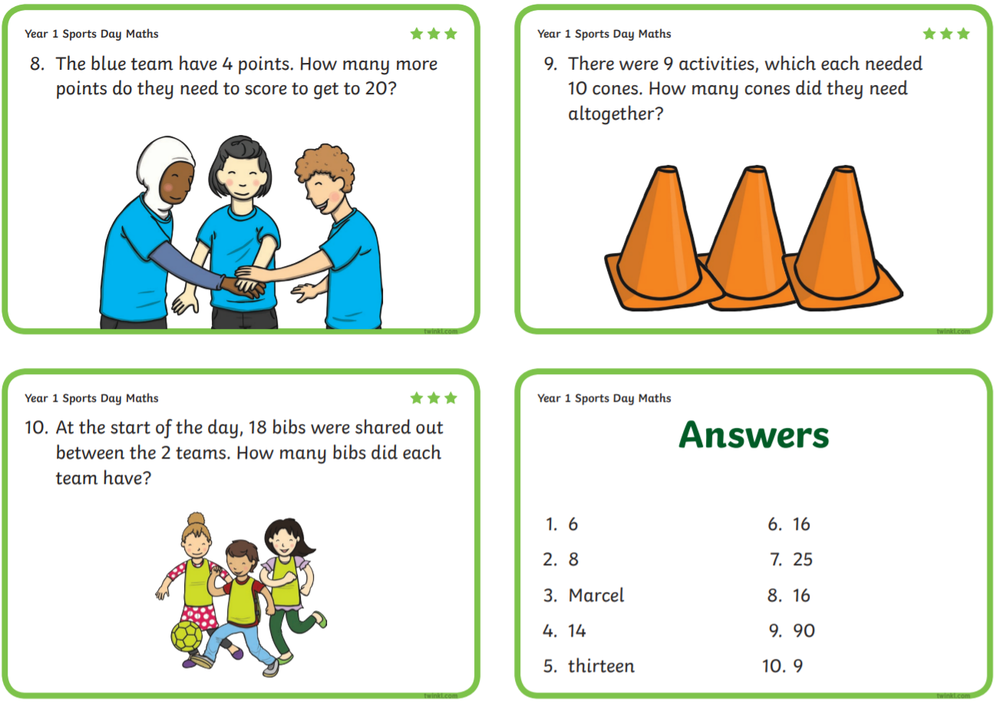 Year 1 Sports Day Maths
8. The blue team have 4 points. How many more
points do they need to score to get to 20?
twinkl.com
Year 1 Sports Day Maths
9. There were 9 activities, which each needed
10 cones. How many cones did they need
altogether?
twinkl.com
Year 1 Sports Day Maths
10. At the start of the day, 18 bibs were shared out
between the 2 teams. How many bibs did each
team have?
twinkl.com
Year 1 Sports Day Maths
Answers
1. 6
2. 8
3. Marcel
4. 14
5. thirteen
6. 16
7. 25
8. 16
9. 90
10. 9
twinkl.com